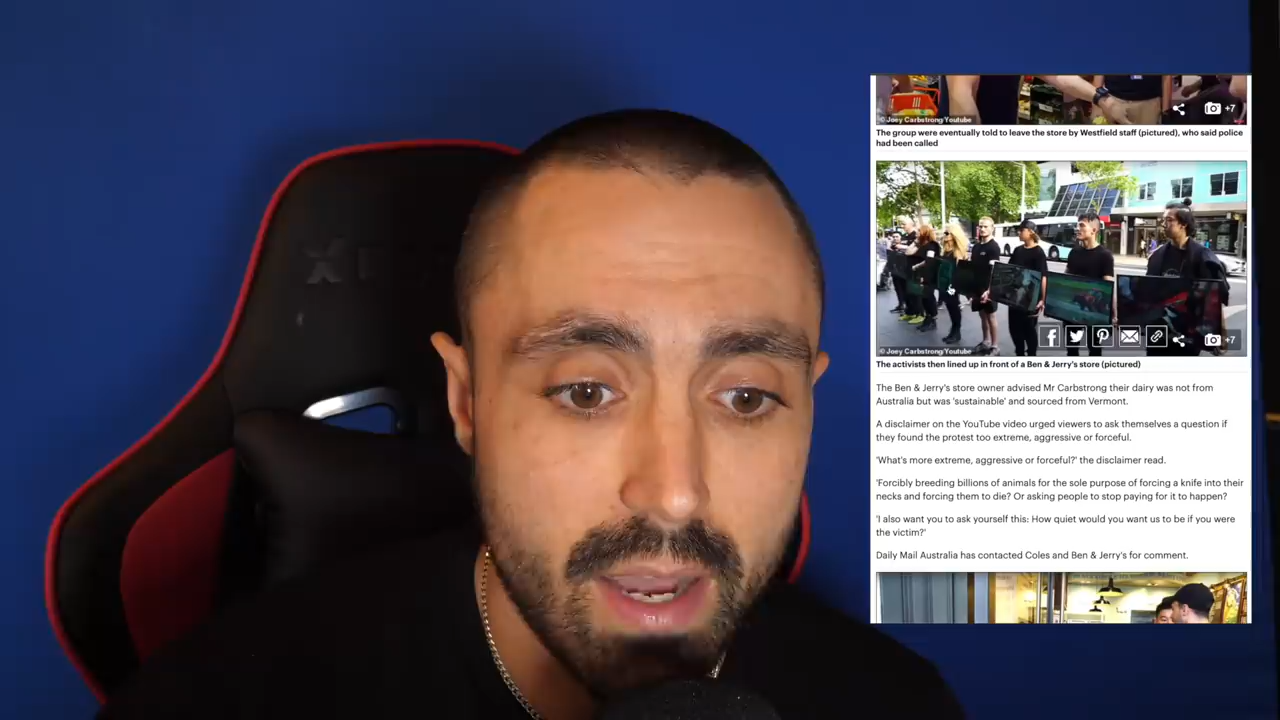 +7
© Joey Carbstrong Youtube
The group were eventually told to leave the store by Westfield staff (pictured), who said police
had been called
+7
© Joey Carbstrong Youtube
The activists then lined up in front of a Ben & Jerry's store (pictured)
The Ben & Jerry's store owner advised Mr Carbstrong their dairy was not from
Australia but was 'sustainable' and sourced from Vermont.
A disclaimer on the YouTube video urged viewers to ask themselves a question if
they found the protest too extreme, aggressive or forceful.
'What's more extreme, aggressive or forceful?' the disclaimer read.
'Forcibly breeding billions of animals for the sole purpose of forcing a knife into their
necks and forcing them to die? Or asking people to stop paying for it to happen?
'I also want you to ask yourself this: How quiet would you want us to be if you were
the victim?'
Daily Mail Australia has contacted Coles and Ben & Jerry's for comment.